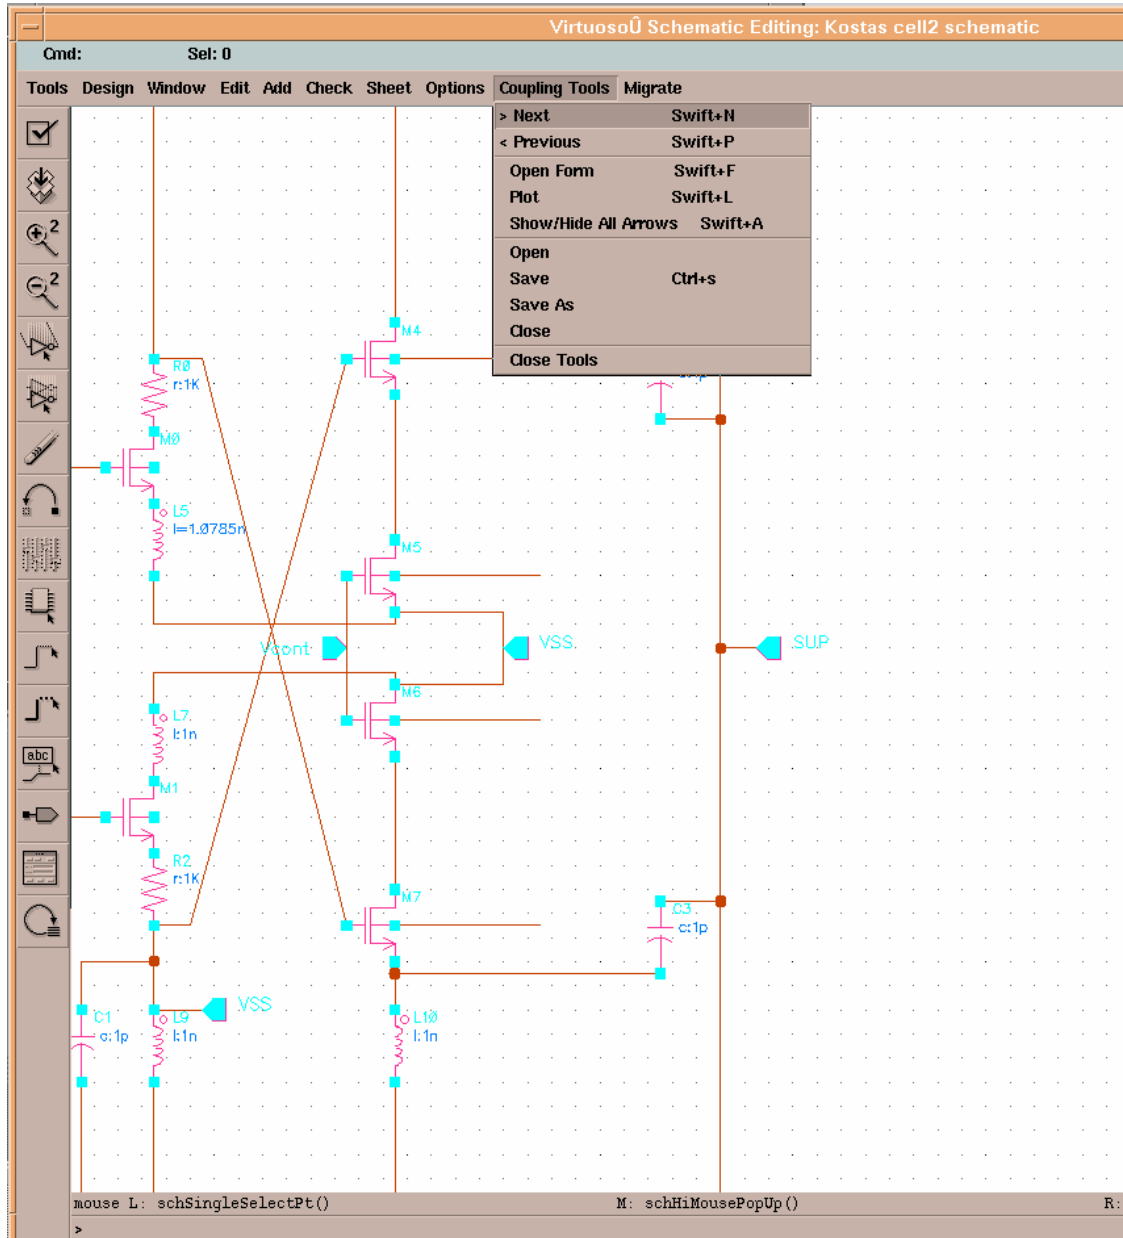 VirtuosoÛ Schematic Editing: Kostas cell2 schematic
Cmd: Sel: 0
Tools Design Window Edit Add Check Sheet Options Coupling Tools Migrate
> Next Swift+N
< Previous Swift+P
Open Form Swift+F
Plot Swift+L
Show/Hide All Arrows Swift+A
Open
Save Ctrl+s
Save As
Close
Close Tools
2
2
abc
M4
R0
r:1K
M0
L5
l=1.0785n
M5
Vcont
VSS
SUP
M6
L7
l:1n
M1
R2
r:1K
M7
C3
c:1p
VSS
C1
c:1p
L9
l:1n
L10
l:1n
mouse L: schSingleSelectPt() M: schHiMousePopUp() R:
>